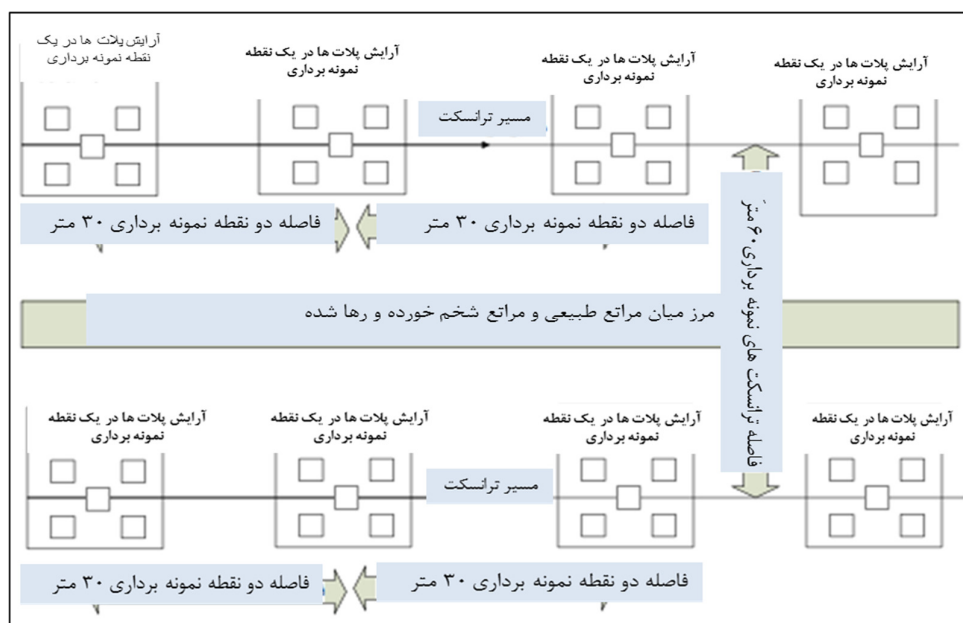 آرایش پلات ها در یک
نقطه نمونه برداری
آرایش پلات ها در یک نقطه
نمونه برداری
آرایش پلات ها در یک نقطه
نمونه برداری
آرایش پلات ها در یک نقطه
نمونه برداری
مسیر ترانسکت
فاصله دو نقطه نمونه برداری ۳۰ متر
فاصله دو نقطه نمونه برداری ۳۰ متر
فاصله ترانسکت های نمونه برداری ۶۰ متر
مرز میان مراتع طبیعی و مراتع شخم خورده و رها شده
آرایش پلات ها در یک نقطه
نمونه برداری
آرایش پلات ها در یک نقطه
نمونه برداری
آرایش پلات ها در یک نقطه
نمونه برداری
آرایش پلات ها در یک نقطه
نمونه برداری
مسیر ترانسکت
فاصله دو نقطه نمونه برداری ۳۰ متر
فاصله دو نقطه نمونه برداری ۳۰ متر